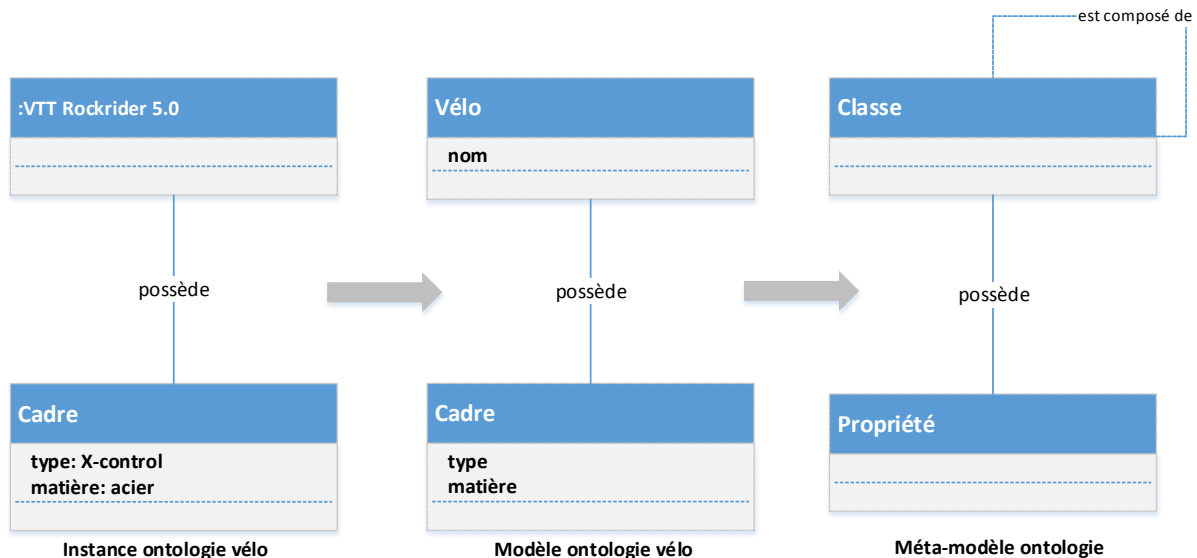 est composé de
:VTT Rockrider 5.0
Vélo
nom
Classe
possède
possède
possède
Cadre
type: X-control
matière: acier
Cadre
type
matière
Propriété
Instance ontologie vélo
Modèle ontologie vélo
Méta-modèle ontologie